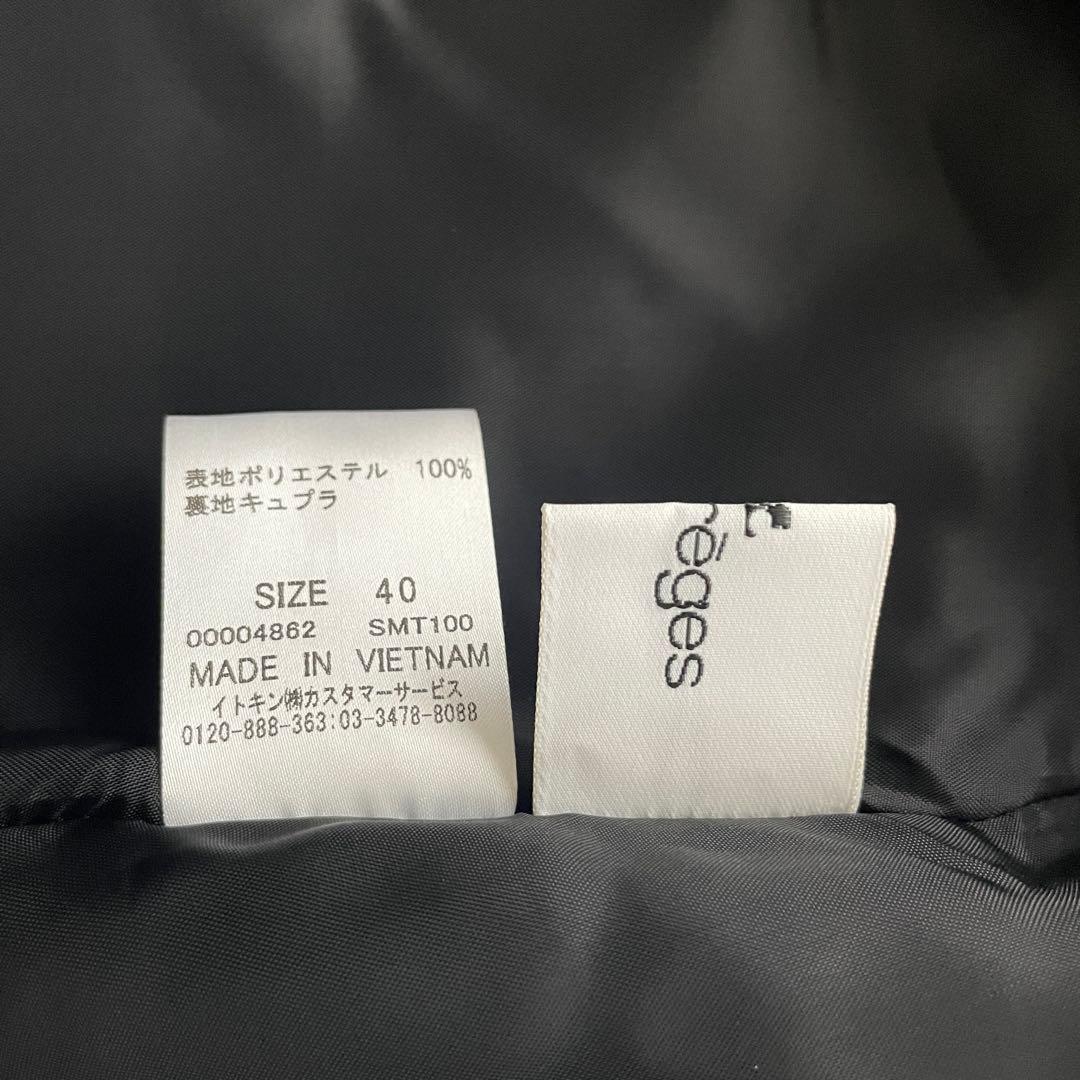 表地ポリエステル 100%
裏地キュプラ
SIZE 40
00004862 SMT100
MADE IN VIETNAM
イトキン㈱カスタマーサービス
0120-888-363:03-3478-8088
règes